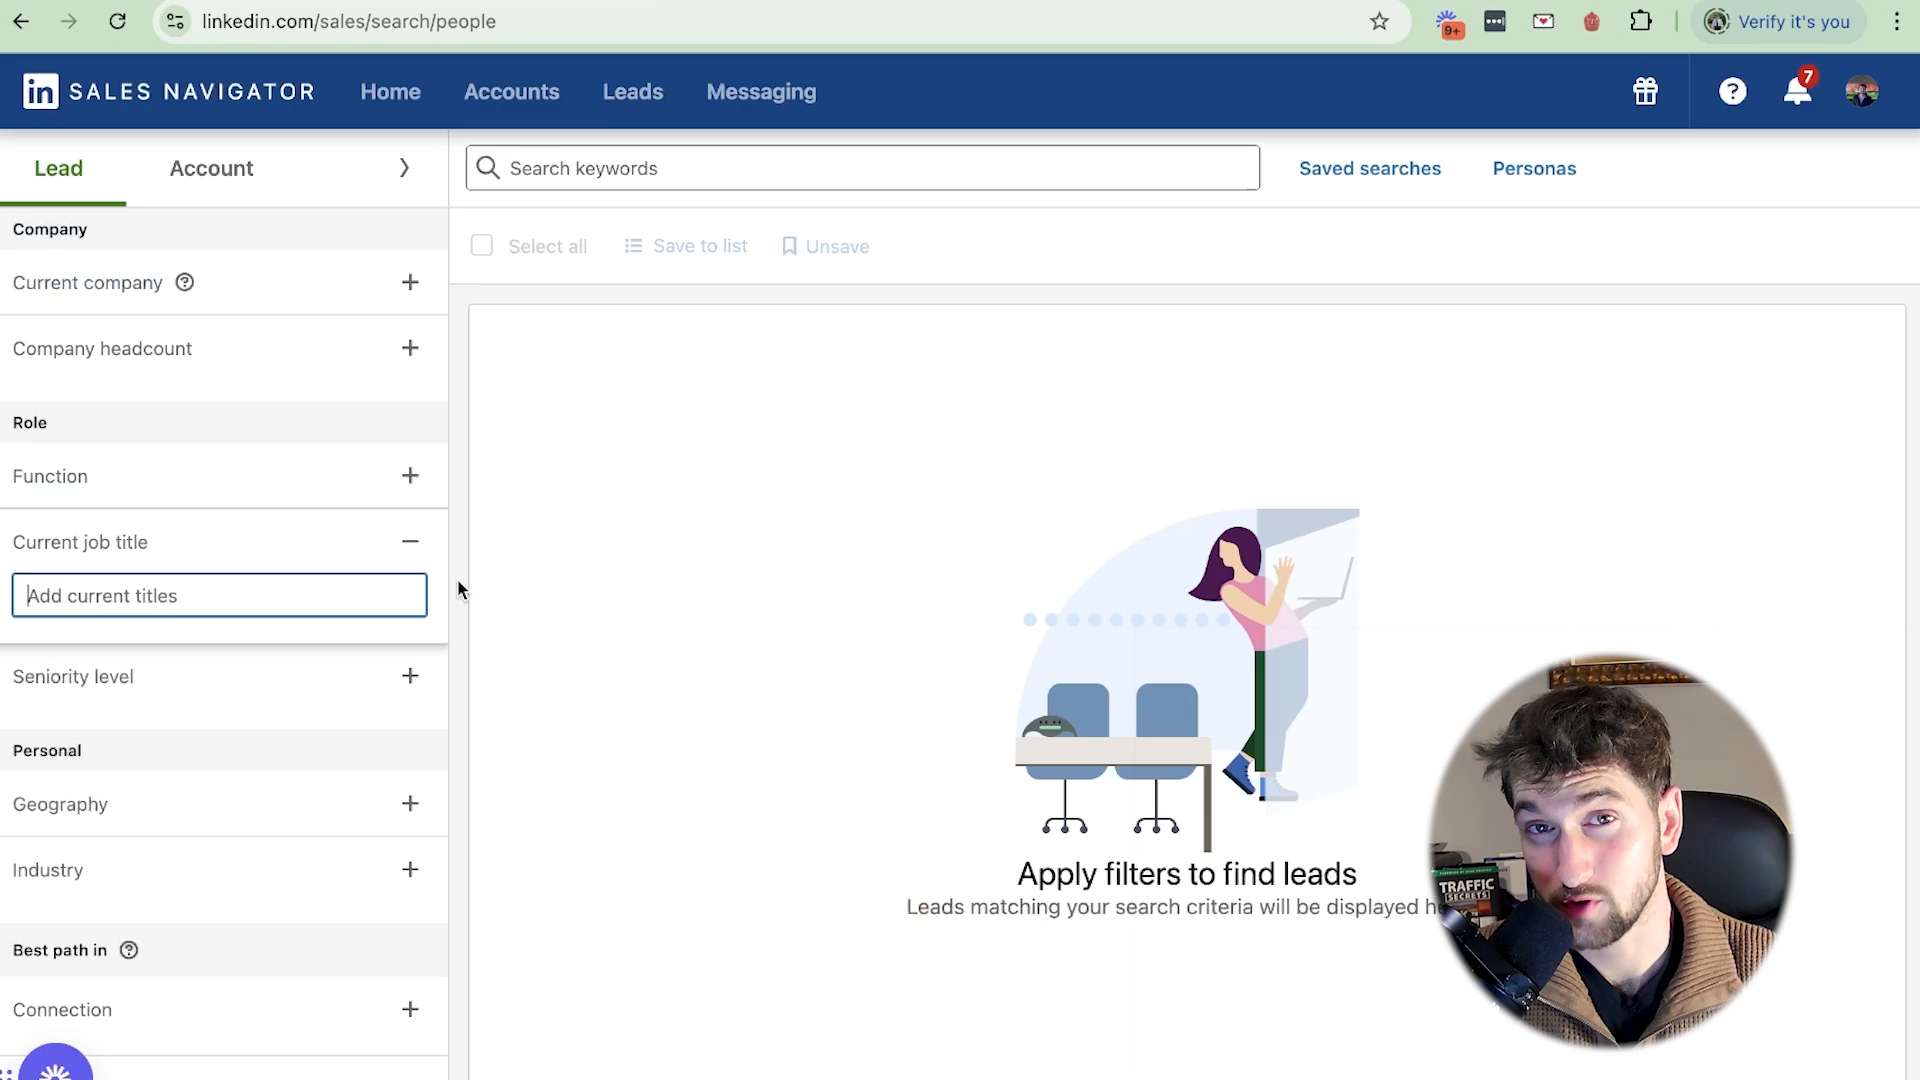 linkedin.com/sales/search/people
9+
Verify it's you
in SALES NAVIGATOR
Home
Accounts
Leads
Messaging
7
Lead
Account
Search keywords
Saved searches
Personas
Company
Select all
Save to list
Unsave
Current company
Company headcount
Role
Function
Current job title
Add current titles
Seniority level
Personal
Geography
Industry
Best path in
Connection
Apply filters to find leads
Leads matching your search criteria will be displayed he
TRAFFIC
SECRETS